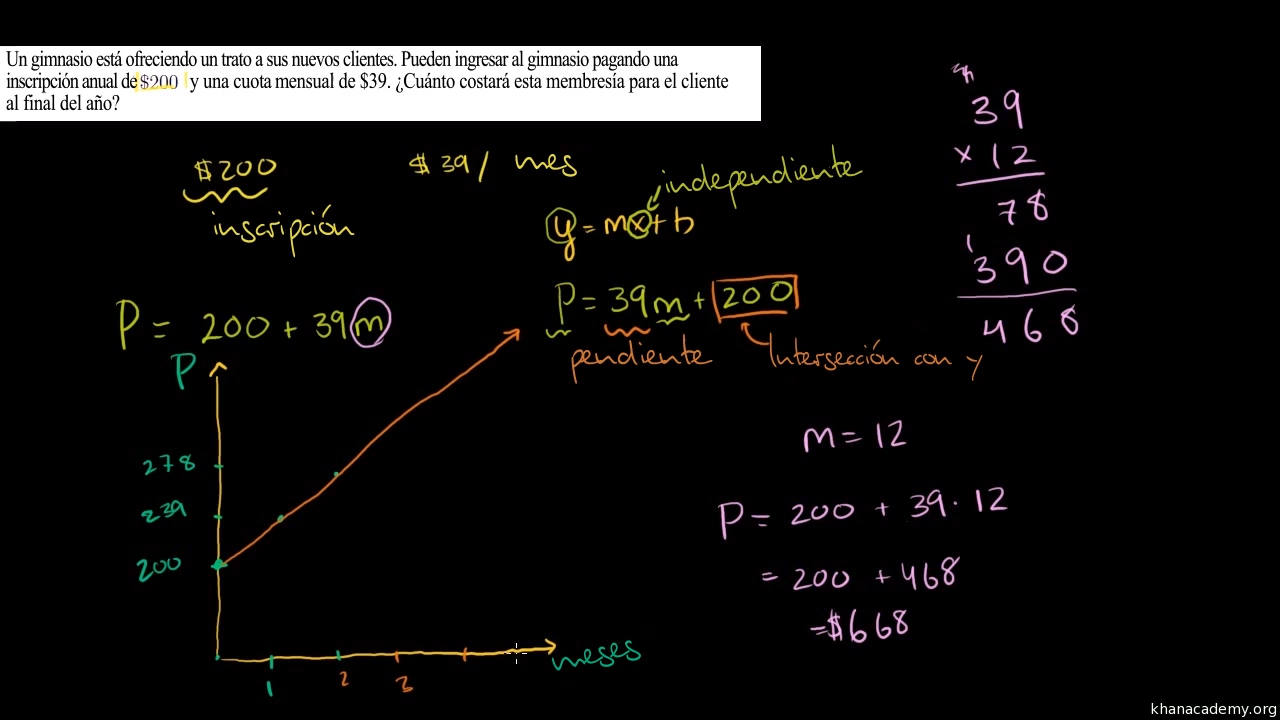 Un gimnasio está ofreciendo un trato a sus nuevos clientes. Pueden ingresar al gimnasio pagando una
inscripción anual de $200 y una cuota mensual de $39. ¿Cuánto costará esta membresía para el cliente
al final del año?
$200
inscripción
$39/ mes
independiente
y = mx + b
P = 39m + 200
pendiente
Intersección con y
P = 200 + 39m
P
278
239
200
1
2
3
meses
39
x 12
78
1
390
468
m = 12
P = 200 + 39 · 12
= 200 + 468
= $668
khanacademy.org